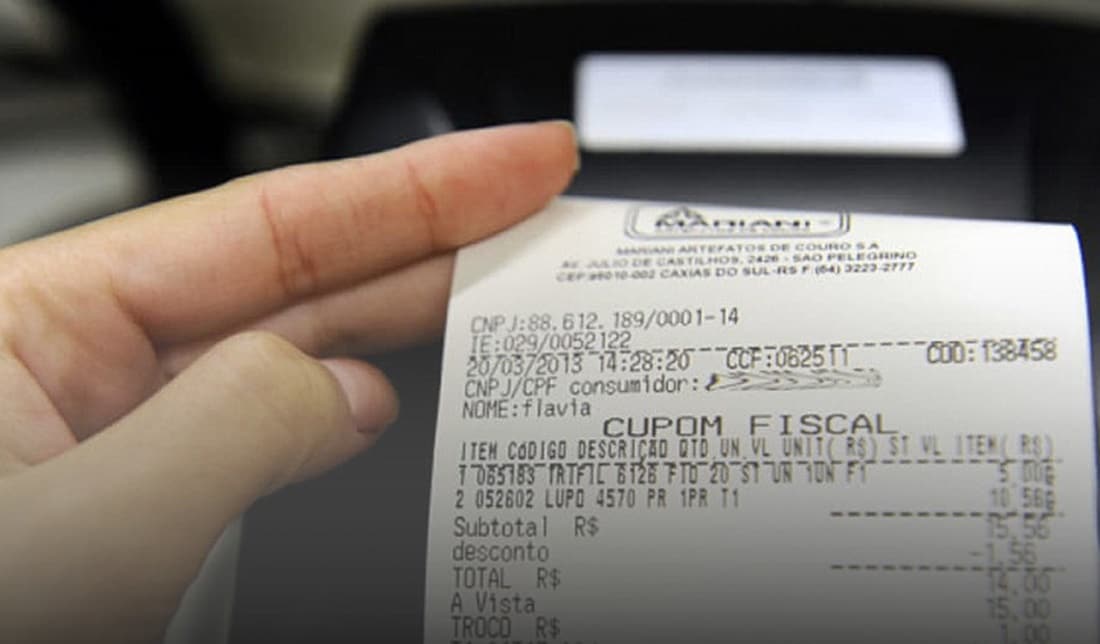 MARIANI
MARIANI ARTEFATOS DE COURO S A
AV. JULIO DE CASTILHOS, 2426 - SAO PELEGRINO
CEP:95010-002 CAXIAS DO SUL-RS F:(54) 3223-2777
CNPJ:88.612.189/0001-14
IE:029/0052122
20/03/2013 14:28:20 CCF:062511 COO:138458
CNPJ/CPF consumidor:
NOME:flavia
CUPOM FISCAL
ITEM CÓDIGO DESCRIÇÃO QTD UN VL UNIT( R$) ST VL ITEM( R$)
1 065183 TRIFIL 6126 FIO 20 ST UN 1UN F1 5,00
2 052602 LUPO 4570 PR 1PR T1 10,56
Subtotal R$ 15,56
desconto -1,56
TOTAL R$ 14,00
A Vista 15,00
TROCO R$ 1,00